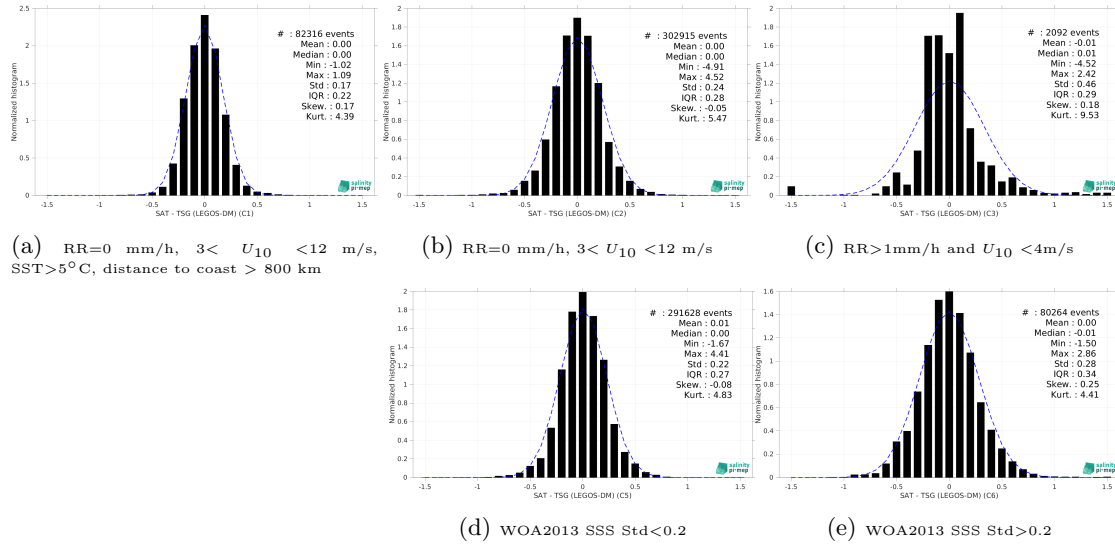 2.5
2
1.5
1
0.5
0
Normalized histogram
# : 82316 events
Mean : 0.00
Median : 0.00
Min : -1.02
Max : 1.09
Std : 0.17
IQR : 0.22
Skew. : 0.17
Kurt. : 4.39
salinity
pi-mep
-1.5 -1 -0.5 0 0.5 1 1.5
SAT - TSG (LEGOS-DM) (C1)
(a) RR=0 mm/h, 3< U10 <12 m/s,
SST>5°C, distance to coast > 800 km
2
1.8
1.6
1.4
1.2
1
0.8
0.6
0.4
0.2
0
Normalized histogram
# : 302915 events
Mean : 0.00
Median : 0.00
Min : -4.91
Max : 4.52
Std : 0.24
IQR : 0.28
Skew. : -0.05
Kurt. : 5.47
salinity
pi-mep
-1.5 -1 -0.5 0 0.5 1 1.5
SAT - TSG (LEGOS-DM) (C2)
(b) RR=0 mm/h, 3< U10 <12 m/s
2
1.8
1.6
1.4
1.2
1
0.8
0.6
0.4
0.2
0
Normalized histogram
# : 2092 events
Mean : -0.01
Median : 0.01
Min : -4.52
Max : 2.42
Std : 0.46
IQR : 0.29
Skew. : 0.18
Kurt. : 9.53
salinity
pi-mep
-1.5 -1 -0.5 0 0.5 1 1.5
SAT - TSG (LEGOS-DM) (C3)
(c) RR>1mm/h and U10 <4m/s
2
1.8
1.6
1.4
1.2
1
0.8
0.6
0.4
0.2
0
Normalized histogram
# : 291628 events
Mean : 0.01
Median : 0.00
Min : -1.67
Max : 4.41
Std : 0.22
IQR : 0.27
Skew. : -0.08
Kurt. : 4.83
salinity
pi-mep
-1.5 -1 -0.5 0 0.5 1 1.5
SAT - TSG (LEGOS-DM) (C5)
(d) WOA2013 SSS Std<0.2
1.6
1.4
1.2
1
0.8
0.6
0.4
0.2
0
Normalized histogram
# : 80264 events
Mean : 0.00
Median : -0.01
Min : -1.50
Max : 2.86
Std : 0.28
IQR : 0.34
Skew. : 0.25
Kurt. : 4.41
salinity
pi-mep
-1.5 -1 -0.5 0 0.5 1 1.5
SAT - TSG (LEGOS-DM) (C6)
(e) WOA2013 SSS Std>0.2